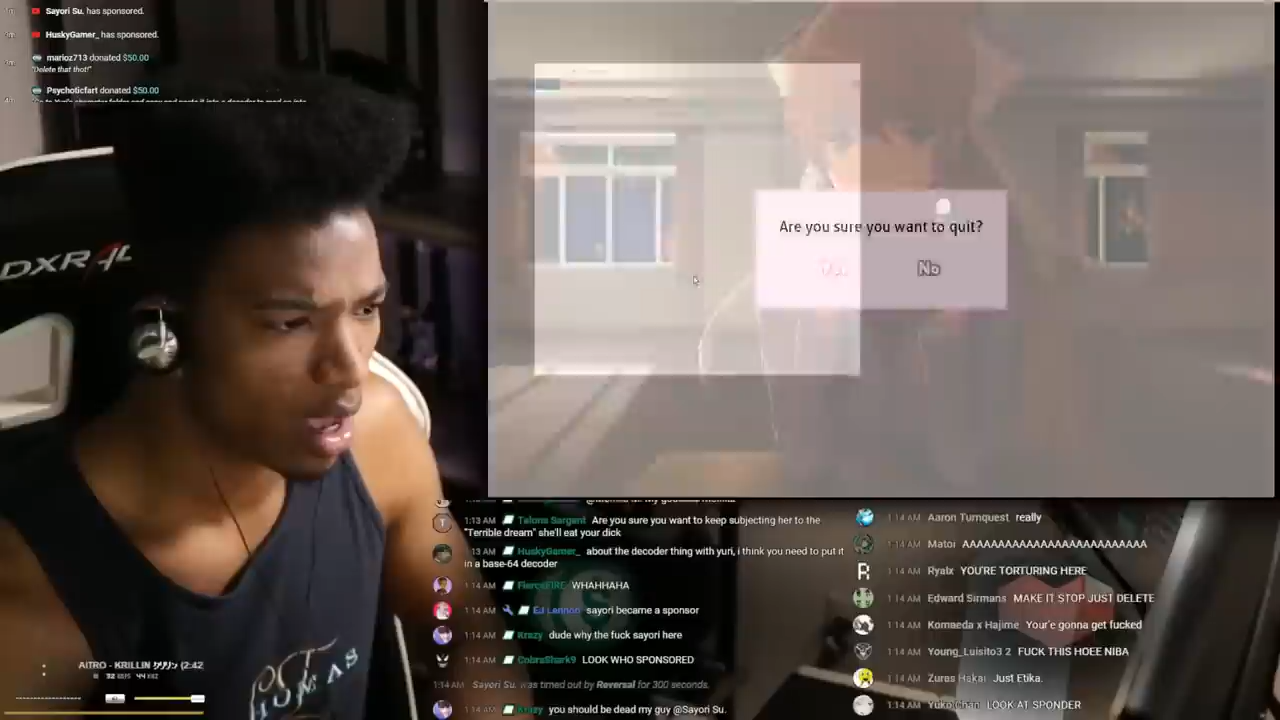 Sayori Su. has sponsored.
HuskyGamer_ has sponsored.
marioz713 donated $50.00
"Delete that thot!"
Psychoticfart donated $50.00
DXRAC
Are you sure you want to quit?
No
1:13 AM Talons Sargent Are you sure you want to keep subjecting her to the
"Terrible dream" she'll eat your dick
13 AM HuskyGamer_ about the decoder thing with yuri, i think you need to put it
in a base-64 decoder
1:14 AM FierceFIRE WHAHHAHA
1:14 AM EJ Lannon sayori became a sponsor
1:14 AM Krazy dude why the fuck sayori here
1:14 AM CobraShark9 LOOK WHO SPONSORED
1:14 AM Sayori Su. was timed out by Reversal for 300 seconds.
1:14 AM Krazy you should be dead my guy @Sayori Su.
1:14 AM Aaron Turnquest really
1:14 AM Matoi AAAAAAAAAAAAAAAAAAAAAAAAAA
1:14 AM Ryalx YOU'RE TORTURING HERE
1:14 AM Edward Sirmans MAKE IT STOP JUST DELETE
1:14 AM Komaeda x Hajime Your'e gonna get fucked
1:14 AM Young_Luisito3 2 FUCK THIS HOEE NIBA
1:14 AM Zuras Hakai Just Etika.
1:14 AM Yuko Chan LOOK AT SPONDER
AITRO - KRILLIN クリリン (2:42
32 KBPS 44 KHZ